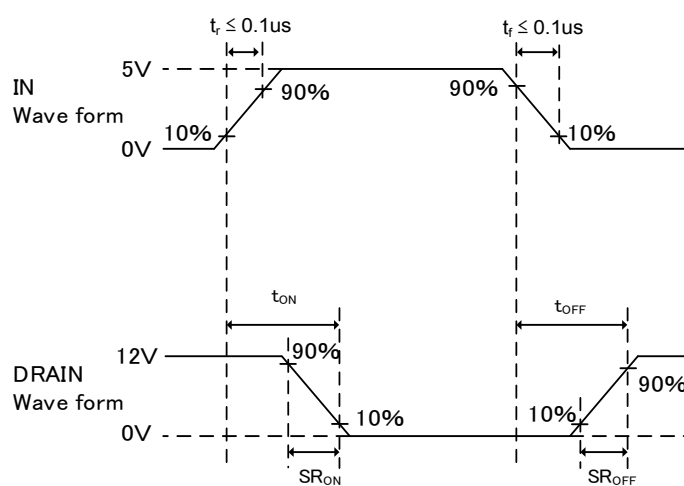 tr ≤ 0.1us
tf ≤ 0.1us
IN
Wave form
5V
90%
90%
10%
10%
0V
tON
tOFF
12V
90%
DRAIN
Wave form
90%
10%
10%
0V
SRON
SROFF